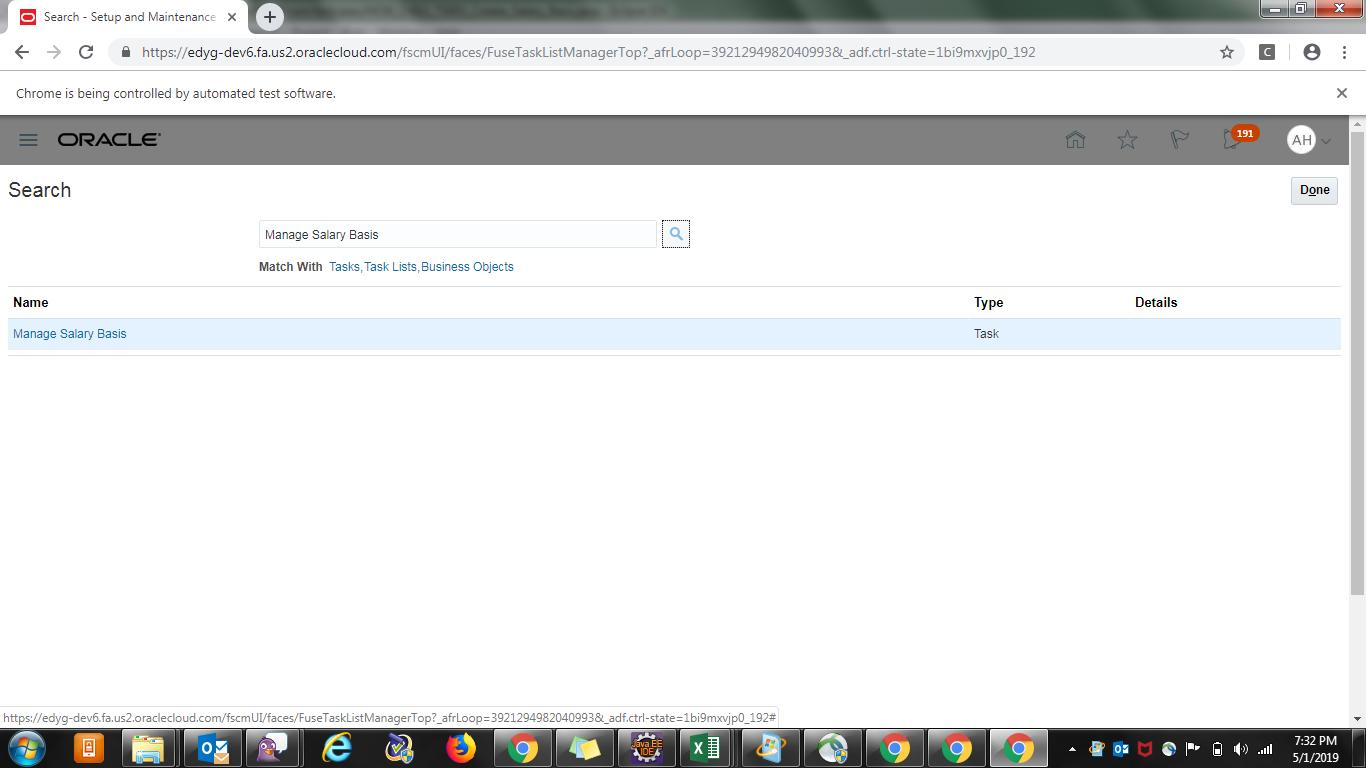 Search - Setup and Maintenance
https://edyg-dev6.fa.us2.oraclecloud.com/fscmUI/faces/FuseTaskListManagerTop?_afrLoop=3921294982040993&_adf.ctrl-state=1bi9mxvjp0_192
C
Chrome is being controlled by automated test software.
ORACLE
191
AH
Search
Done
Manage Salary Basis
Match With Tasks, Task Lists, Business Objects
Name Type Details
Manage Salary Basis Task
https://edyg-dev6.fa.us2.oraclecloud.com/fscmUI/faces/FuseTaskListManagerTop?_afrLoop=3921294982040993&_adf.ctrl-state=1bi9mxvjp0_192#
Java EE
IDE
7:32 PM
5/1/2019